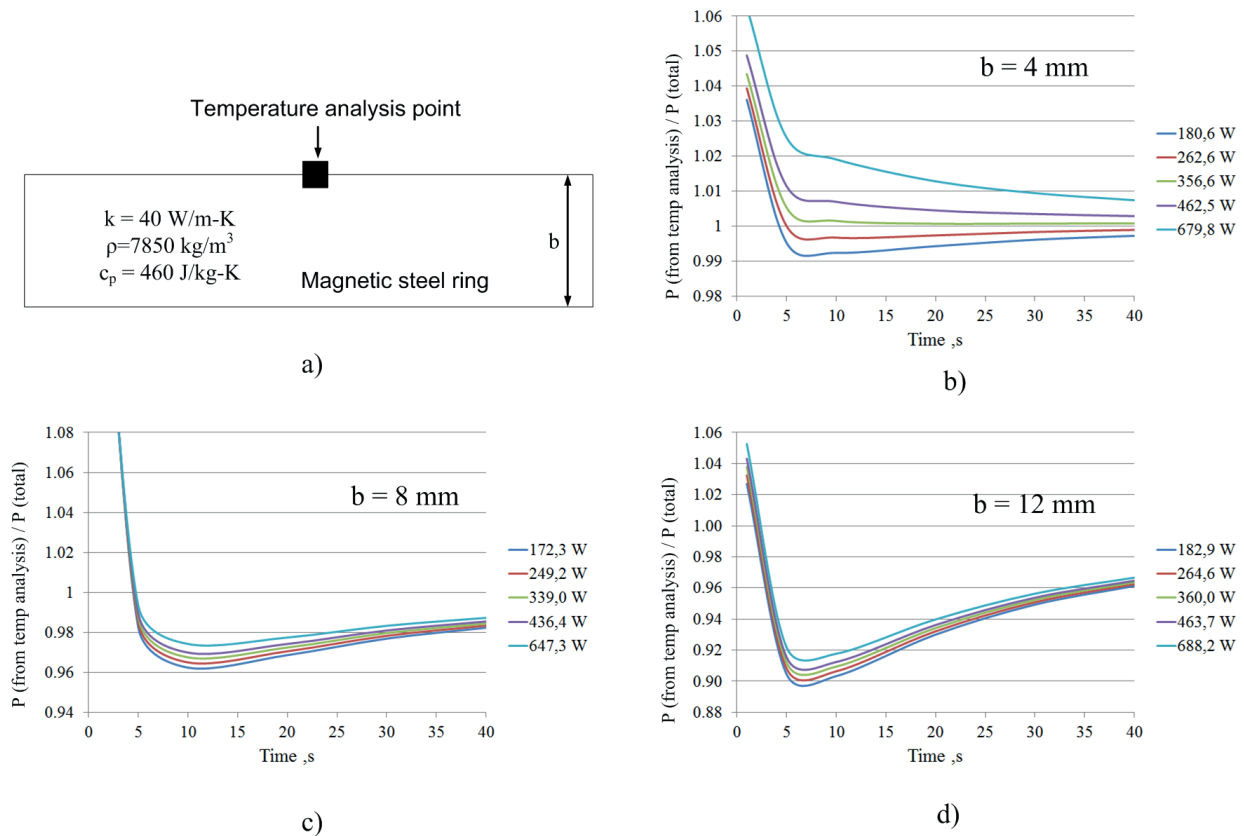 Temperature analysis point
k = 40 W/m-K
ρ=7850 kg/m³
cₚ = 460 J/kg-K
Magnetic steel ring
b
a)
P (from temp analysis) / P (total)
1.06
1.05
1.04
1.03
1.02
1.01
1
0.99
0.98
0 5 10 15 20 25 30 35 40
Time ,s
b = 4 mm
180,6 W
262,6 W
356,6 W
462,5 W
679,8 W
b)
P (from temp analysis) / P (total)
1.08
1.06
1.04
1.02
1
0.98
0.96
0.94
0 5 10 15 20 25 30 35 40
Time ,s
b = 8 mm
172,3 W
249,2 W
339,0 W
436,4 W
647,3 W
c)
P (from temp analysis) / P (total)
1.06
1.04
1.02
1.00
0.98
0.96
0.94
0.92
0.90
0.88
0 5 10 15 20 25 30 35 40
Time ,s
b = 12 mm
182,9 W
264,6 W
360,0 W
463,7 W
688,2 W
d)